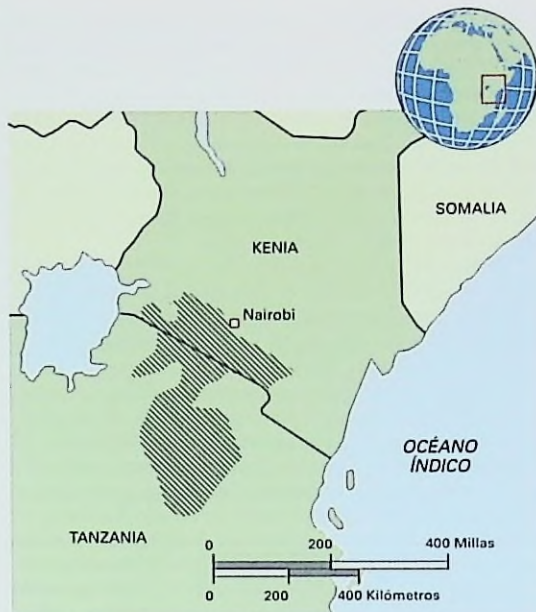 SOMALIA
KENIA
Nairobi
OCÉANO
ÍNDICO
TANZANIA
0 200 400 Millas
0 200 400 Kilómetros